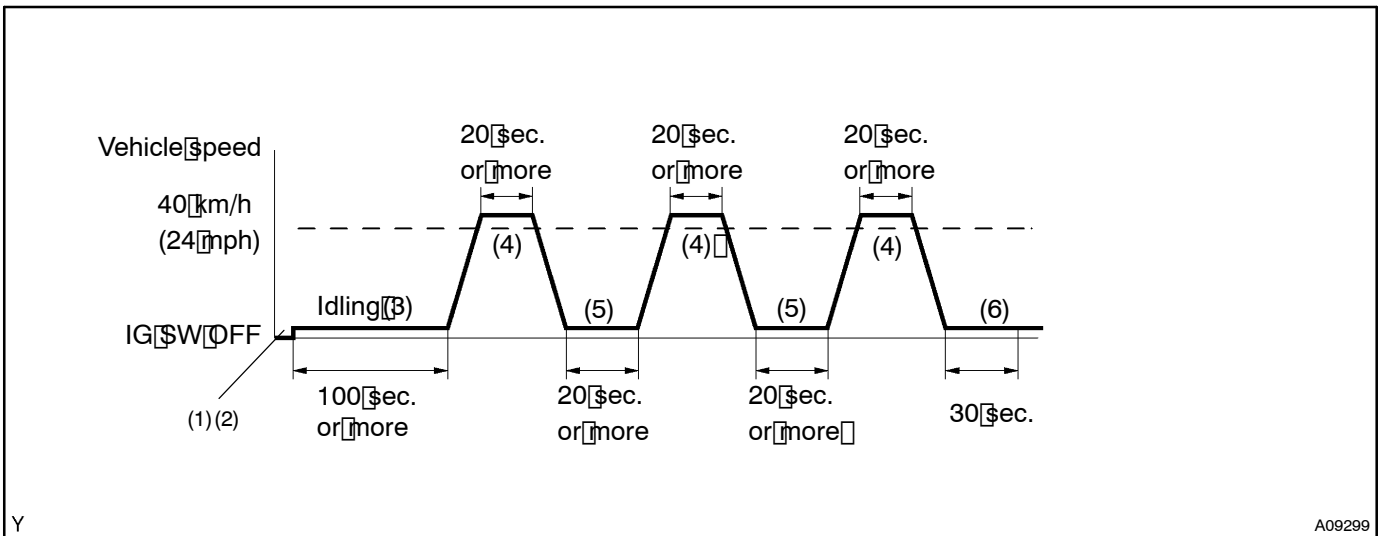 20 sec.
or more
20 sec.
or more
20 sec.
or more
Vehicle speed
40 km/h
(24 mph)
(4)
(4)
(4)
Idling (3)
(5)
(5)
(6)
IG SW OFF
(1) (2)
100 sec.
or more
20 sec.
or more
20 sec.
or more
30 sec.
Y
A09299